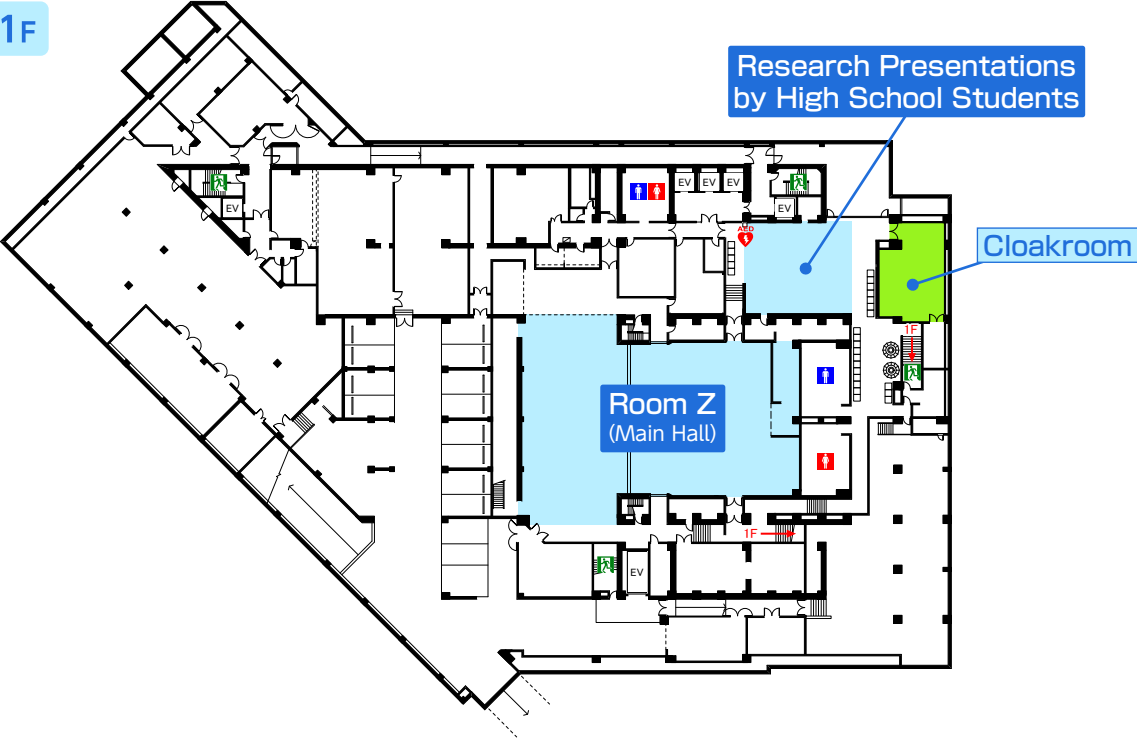 1F
Research Presentations
by High School Students
EV
EV
EV
EV
EV
AED
Cloakroom
1F
Room Z
(Main Hall)
1F
EV